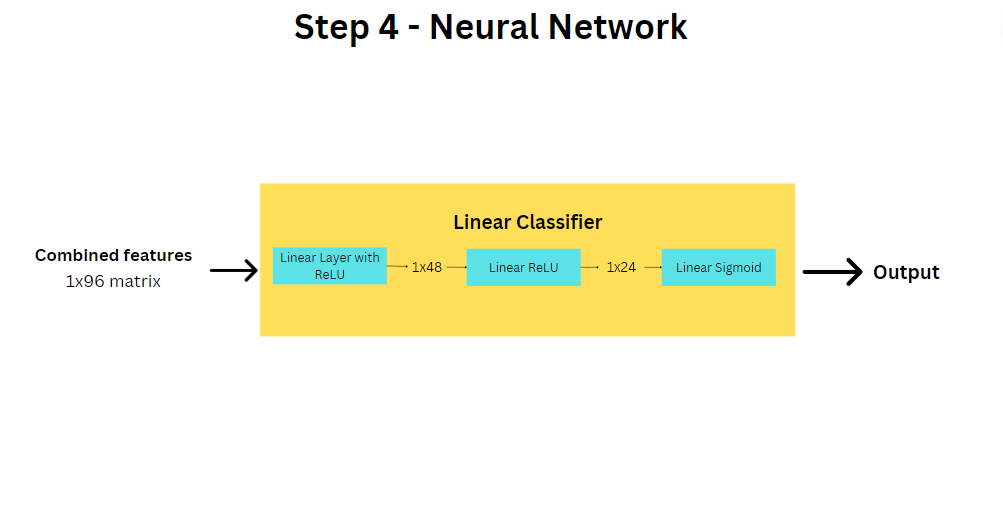 Step 4 - Neural Network
Linear Classifier
Combined features
1x96 matrix
Linear Layer with
ReLU
1x48
Linear ReLU
1x24
Linear Sigmoid
Output